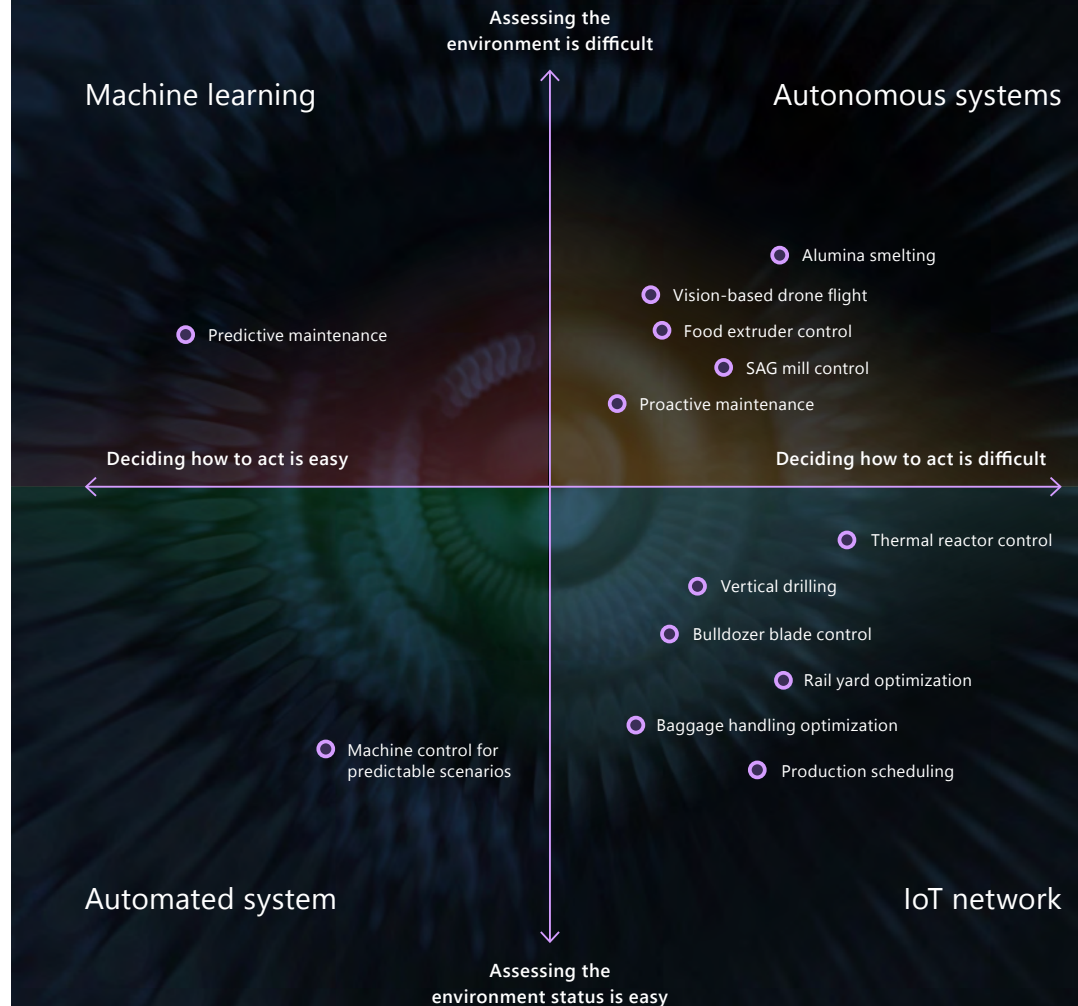 Assessing the
environment is difficult
Machine learning
Autonomous systems
Alumina smelting
Vision-based drone flight
Predictive maintenance
Food extruder control
SAG mill control
Proactive maintenance
Deciding how to act is easy
Deciding how to act is difficult
Thermal reactor control
Vertical drilling
Bulldozer blade control
Rail yard optimization
Baggage handling optimization
Machine control for
predictable scenarios
Production scheduling
Automated system
IoT network
Assessing the
environment status is easy